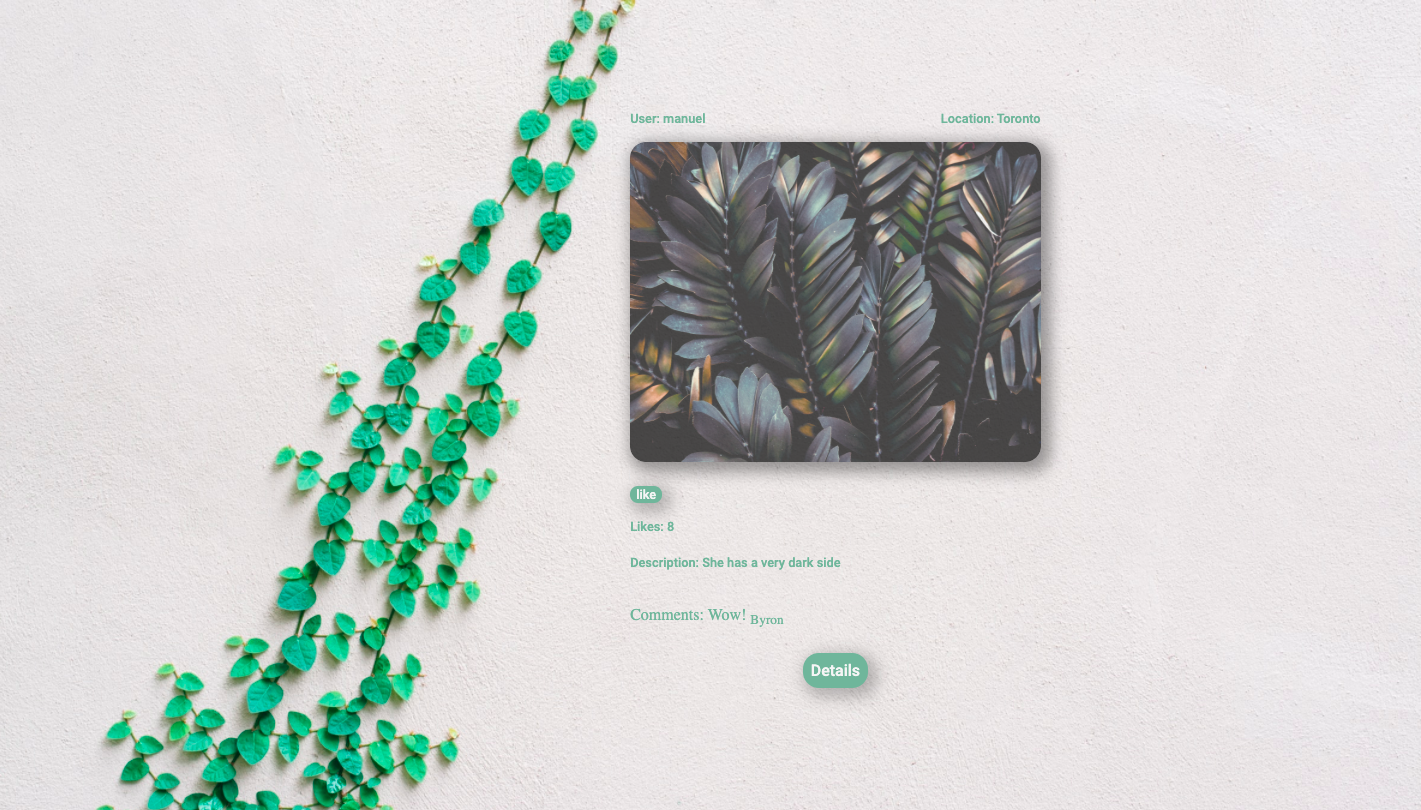 User: manuel Location: Toronto
like
Likes: 8
Description: She has a very dark side
Comments: Wow! Byron
Details